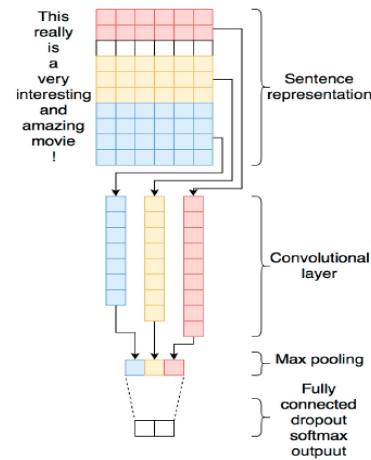 This
really
is
a
very
interesting
and
amazing
movie
!
Sentence
representation
Convolutional
layer
Max pooling
Fully
connected
dropout
softmax
outpuut